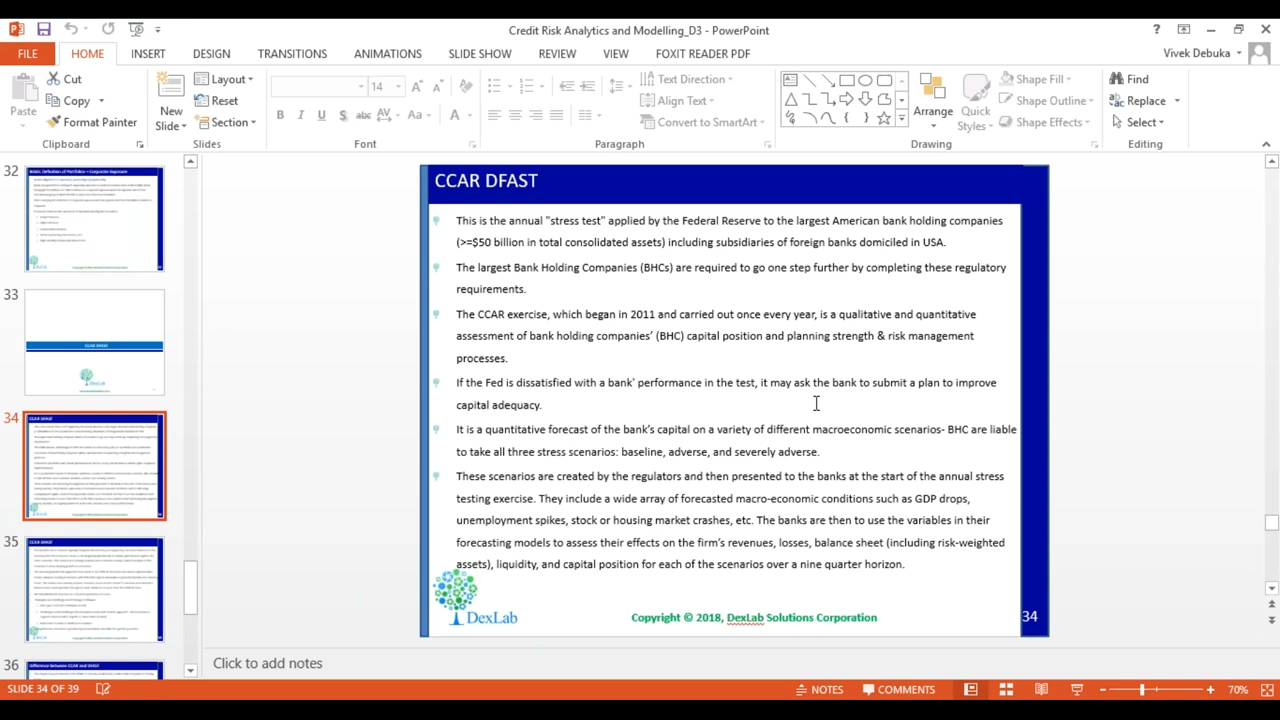 Credit Risk Analytics and Modelling_D3 - PowerPoint
FILE HOME INSERT DESIGN TRANSITIONS ANIMATIONS SLIDE SHOW REVIEW VIEW FOXIT READER PDF Vivek Debuka
Paste
Cut
Copy
Format Painter
Clipboard
New
Slide
Layout
Reset
Section
Slides
14
Font
Text Direction
Align Text
Convert to SmartArt
Paragraph
Arrange
Quick
Styles
Shape Fill
Shape Outline
Shape Effects
Drawing
Find
Replace
Select
Editing
32
33
CCAR DFAST
34
CCAR DFAST
35
CCAR DFAST
36
Difference between CCAR and DFAST
CCAR DFAST
This is the annual "stress test" applied by the Federal Reserve to the largest American bank holding companies
(>=$50 billion in total consolidated assets) including subsidiaries of foreign banks domiciled in USA.
The largest Bank Holding Companies (BHCs) are required to go one step further by completing these regulatory
requirements.
The CCAR exercise, which began in 2011 and carried out once every year, is a qualitative and quantitative
assessment of bank holding companies' (BHC) capital position and planning strength & risk management
processes.
If the Fed is dissatisfied with a bank' performance in the test, it may ask the bank to submit a plan to improve
capital adequacy.
It is a quantitative forecast of the bank's capital on a variety of different macroeconomic scenarios- BHC are liable
to run all three stress scenarios: baseline, adverse, and severely adverse.
These scenarios are created by the regulators and then provided to the banks at the start of the annual stress
testing exercise. They include a wide array of forecasted macroeconomic conditions such as GDP drops,
unemployment spikes, stock or housing market crashes, etc. The banks are then to use the variables in their
forecasting models to assess their effects on the firm's revenues, losses, balance sheet (including risk-weighted
assets), liquidity, and capital position for each of the scenarios over a nine quarter horizon.
DexLab
Copyright © 2018, DexLab Solutions Corporation
34
Click to add notes
SLIDE 34 OF 39
NOTES
COMMENTS
70%